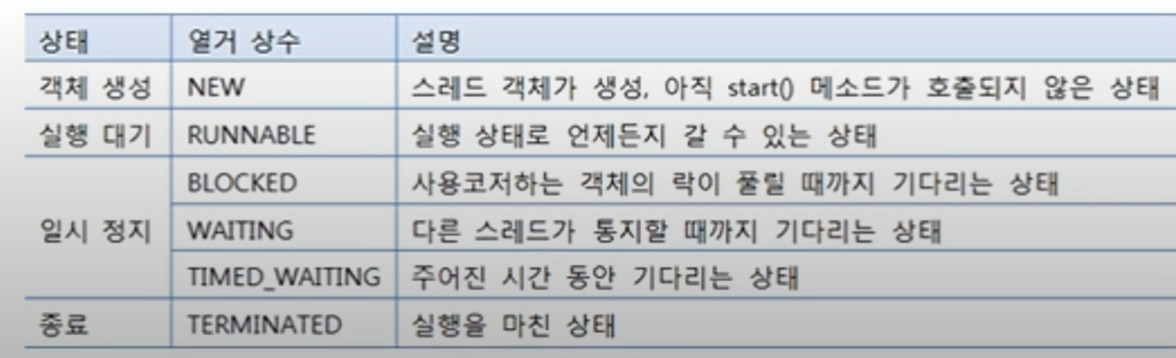 상태 열거 상수 설명
객체 생성 NEW 스레드 객체가 생성, 아직 start() 메소드가 호출되지 않은 상태
실행 대기 RUNNABLE 실행 상태로 언제든지 갈 수 있는 상태
BLOCKED 사용코저하는 객체의 락이 풀릴 때까지 기다리는 상태
일시 정지 WAITING 다른 스레드가 통지할 때까지 기다리는 상태
TIMED_WAITING 주어진 시간 동안 기다리는 상태
종료 TERMINATED 실행을 마친 상태